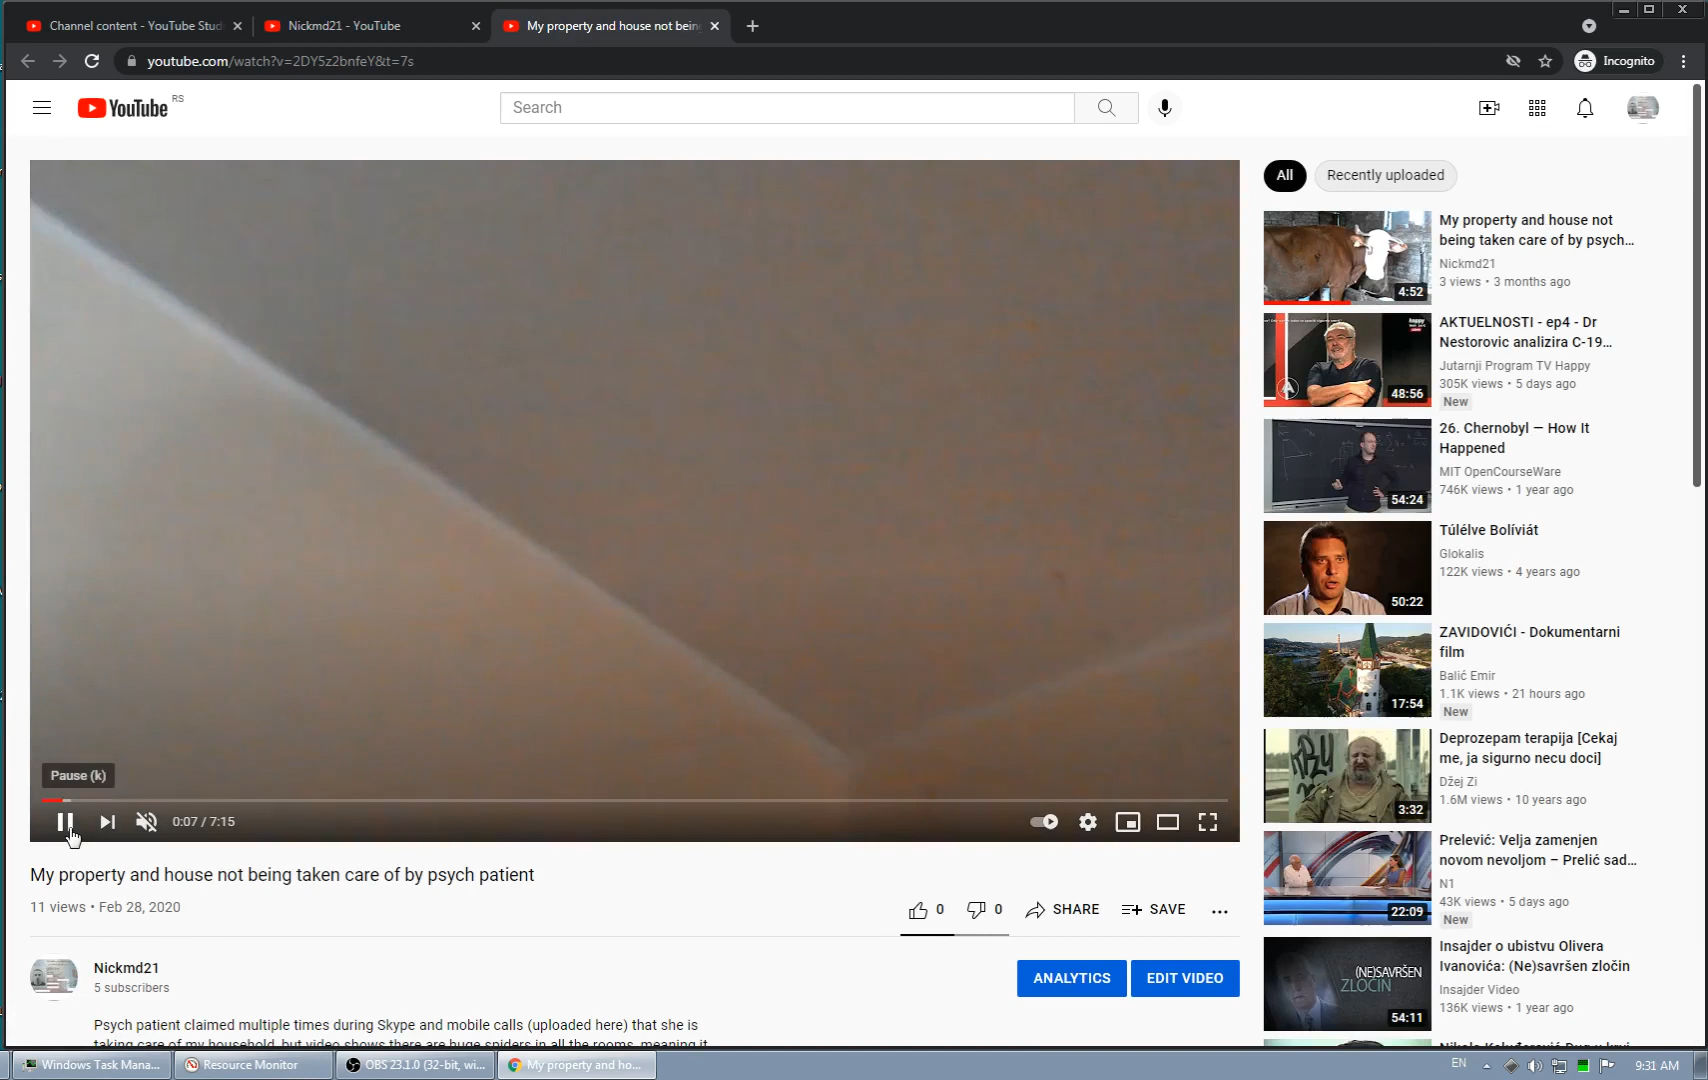 Channel content - YouTube Stud
Nickmd21 - YouTube
My property and house not bein
youtube.com/watch?v=2DY5z2bnfeY&t=7s
Incognito
YouTube RS
Search
All
Recently uploaded
My property and house not
being taken care of by psych...
Nickmd21
3 views • 3 months ago
4:52
AKTUELNOSTI - ep4 - Dr
Nestorovic analizira C-19...
Jutarnji Program TV Happy
305K views • 5 days ago
48:56
New
26. Chernobyl — How It
Happened
MIT OpenCourseWare
746K views • 1 year ago
54:24
Túlélve Bolíviát
Glokalis
122K views • 4 years ago
50:22
ZAVIDOVIĆI - Dokumentarni
film
Balić Emir
1.1K views • 21 hours ago
17:54
New
Deprozepam terapija [Cekaj
me, ja sigurno necu doci]
Džej Zi
1.6M views • 10 years ago
3:32
Prelević: Velja zamenjen
novom nevoljom – Prelić sad...
N1
43K views • 5 days ago
22:09
New
Insajder o ubistvu Olivera
Ivanovića: (Ne)savršen zločin
(NE)SAVRŠEN
ZLOČIN
Insajder Video
136K views • 1 year ago
54:11
Pause (k)
0:07 / 7:15
My property and house not being taken care of by psych patient
11 views • Feb 28, 2020
0
0
SHARE
SAVE
Nickmd21
5 subscribers
ANALYTICS
EDIT VIDEO
Psych patient claimed multiple times during Skype and mobile calls (uploaded here) that she is
taking care of my household, but video shows there are huge spiders in all the rooms, meaning it
Windows Task Mana...
Resource Monitor
OBS 23.1.0 (32-bit, wi...
My property and ho...
EN
9:31 AM